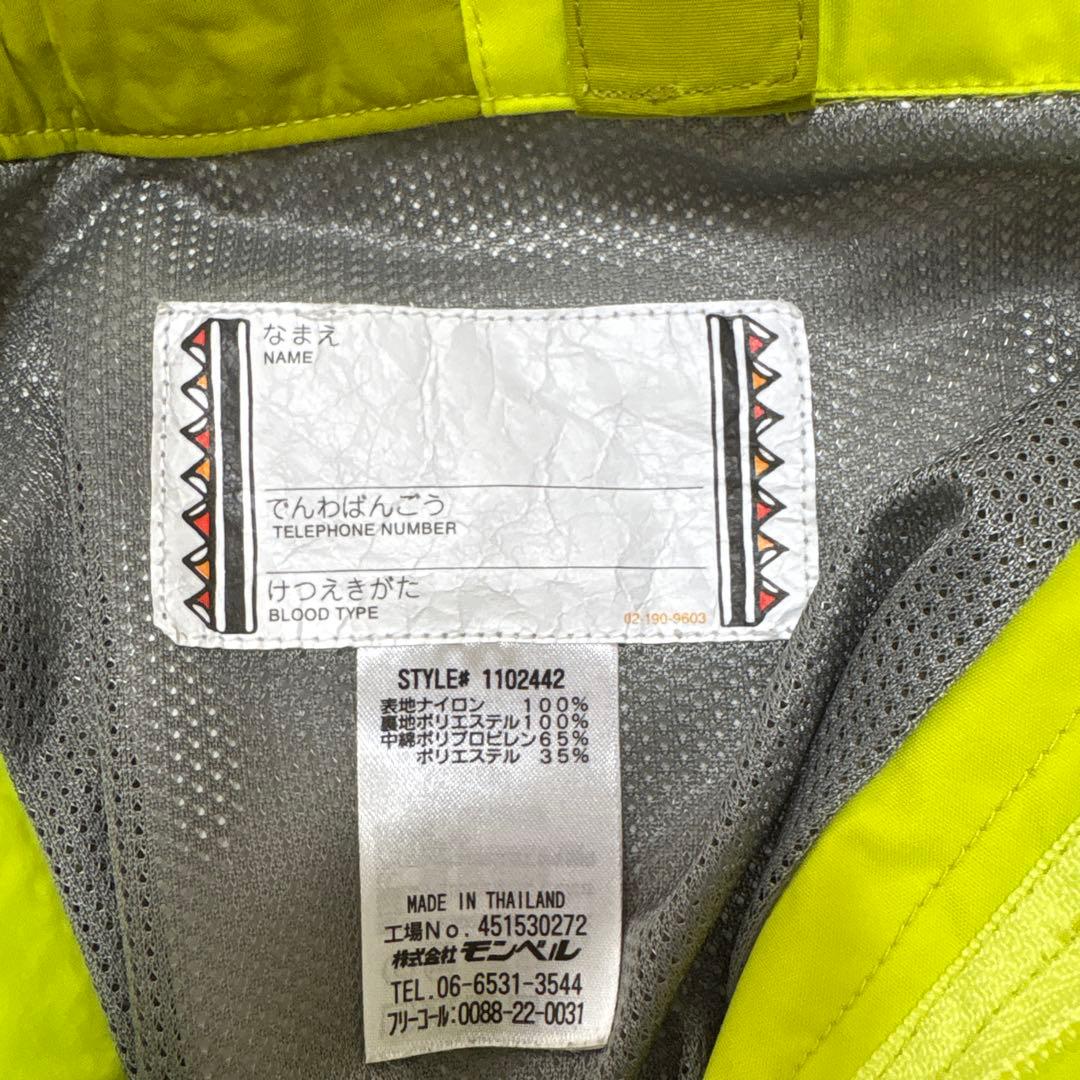 なまえ
NAME
でんわばんごう
TELEPHONE NUMBER
けつえきがた
BLOOD TYPE
02-190-9603
STYLE# 1102442
表地ナイロン 100%
裏地ポリエステル100%
中綿ポリプロピレン65%
ポリエステル 35%
MADE IN THAILAND
工場No. 451530272
株式会社モンベル
TEL.06-6531-3544
フリーコール:0088-22-0031